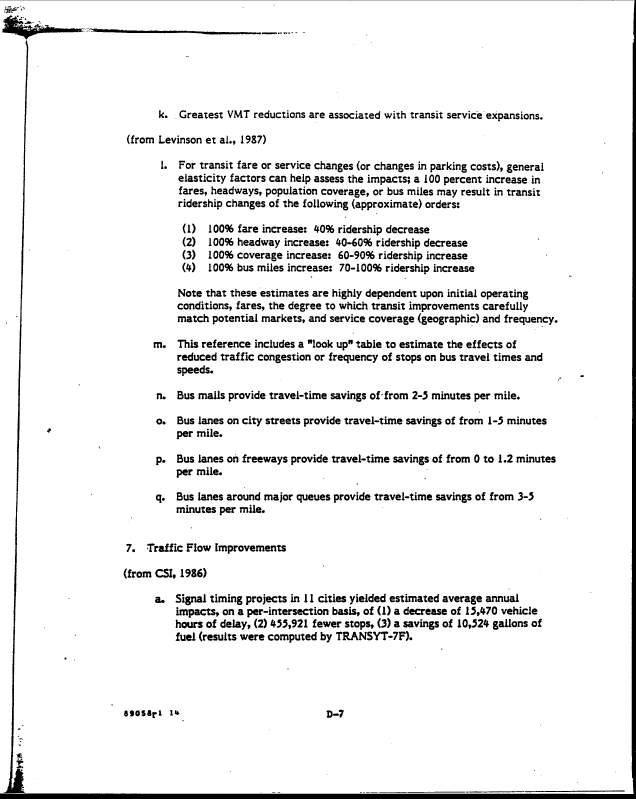 k. Greatest VMT reductions are associated with transit service expansions.
(from Levinson et al., 1987)
l. For transit fare or service changes (or changes in parking costs), general
elasticity factors can help assess the impacts; a 100 percent increase in
fares, headways, population coverage, or bus miles may result in transit
ridership changes of the following (approximate) orders:
(1) 100% fare increase: 40% ridership decrease
(2) 100% headway increase: 40-60% ridership decrease
(3) 100% coverage increase: 60-90% ridership increase
(4) 100% bus miles increase: 70-100% ridership increase
Note that these estimates are highly dependent upon initial operating
conditions, fares, the degree to which transit improvements carefully
match potential markets, and service coverage (geographic) and frequency.
m. This reference includes a "look up" table to estimate the effects of
reduced traffic congestion or frequency of stops on bus travel times and
speeds.
n. Bus malls provide travel-time savings of from 2-5 minutes per mile.
o. Bus lanes on city streets provide travel-time savings of from 1-5 minutes
per mile.
p. Bus lanes on freeways provide travel-time savings of from 0 to 1.2 minutes
per mile.
q. Bus lanes around major queues provide travel-time savings of from 3-5
minutes per mile.
7. Traffic Flow Improvements
(from CSI, 1986)
a. Signal timing projects in 11 cities yielded estimated average annual
impacts, on a per-intersection basis, of (1) a decrease of 15,470 vehicle
hours of delay, (2) 455,921 fewer stops, (3) a savings of 10,524 gallons of
fuel (results were computed by TRANSYT-7F).
89058r1 14
D-7